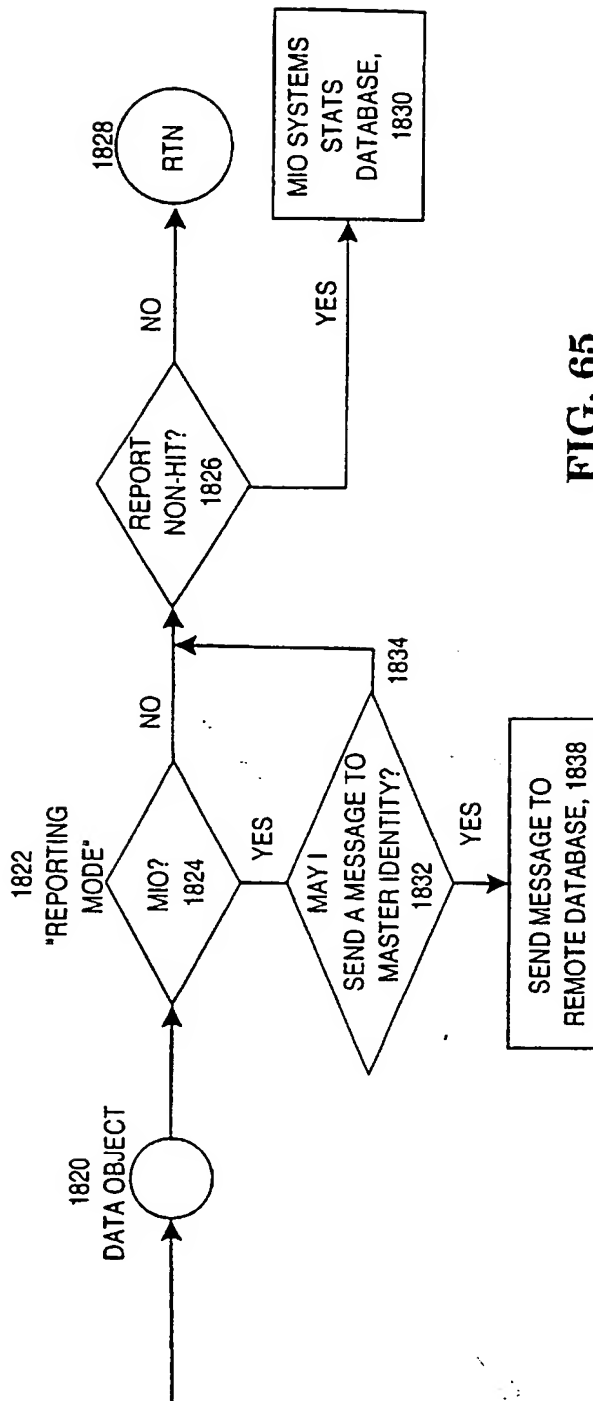 1820
DATA OBJECT
1822
"REPORTING
MODE"
MIO?
1824
NO
YES
MAY I
SEND A MESSAGE TO
MASTER IDENTITY?
1832
1834
YES
SEND MESSAGE TO
REMOTE DATABASE, 1838
REPORT
NON-HIT?
1826
NO
YES
1828
RTN
MIO SYSTEMS
STATS
DATABASE,
1830
FIG. 65